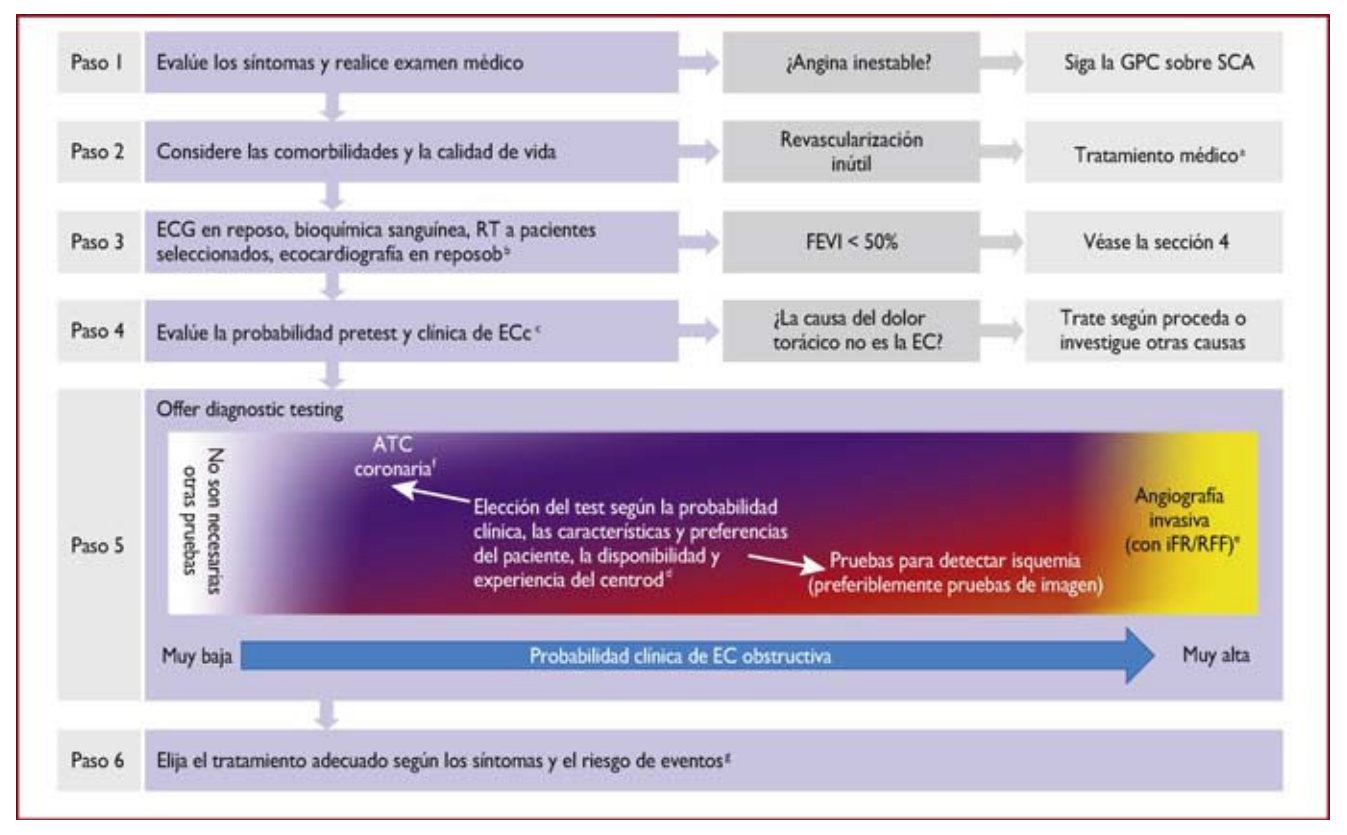 Paso 1
Evalúe los síntomas y realice examen médico
¿Angina inestable?
Siga la GPC sobre SCA
Paso 2
Considere las comorbilidades y la calidad de vida
Revascularización
inútil
Tratamiento médicoᵃ
Paso 3
ECG en reposo, bioquímica sanguínea, RT a pacientes
seleccionados, ecocardiografía en reposobᵇ
FEVI < 50%
Véase la sección 4
Paso 4
Evalúe la probabilidad pretest y clínica de ECcᶜ
¿La causa del dolor
torácico no es la EC?
Trate según proceda o
investigue otras causas
Paso 5
Offer diagnostic testing
No son necesarias
otras pruebas
ATC
coronariaᶠ
Elección del test según la probabilidad
clínica, las características y preferencias
del paciente, la disponibilidad y
experiencia del centrodᵈ
Pruebas para detectar isquemia
(preferiblemente pruebas de imagen)
Angiografía
invasiva
(con iFR/RFF)ᵉ
Muy baja
Probabilidad clínica de EC obstructiva
Muy alta
Paso 6
Elija el tratamiento adecuado según los síntomas y el riesgo de eventosᵍ